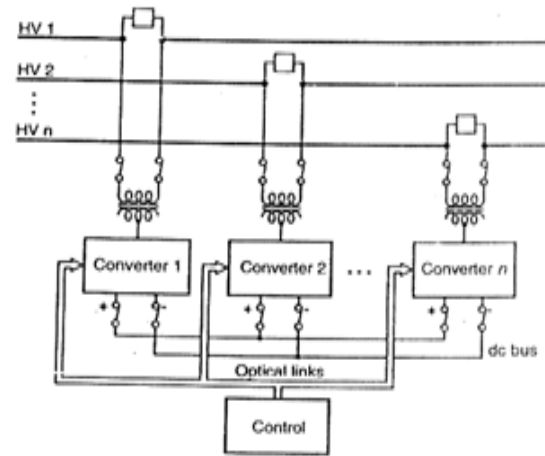 HV 1
HV 2
HV n
Converter 1
Converter 2
...
Converter n
+
-
+
-
+
-
dc bus
Optical links
Control